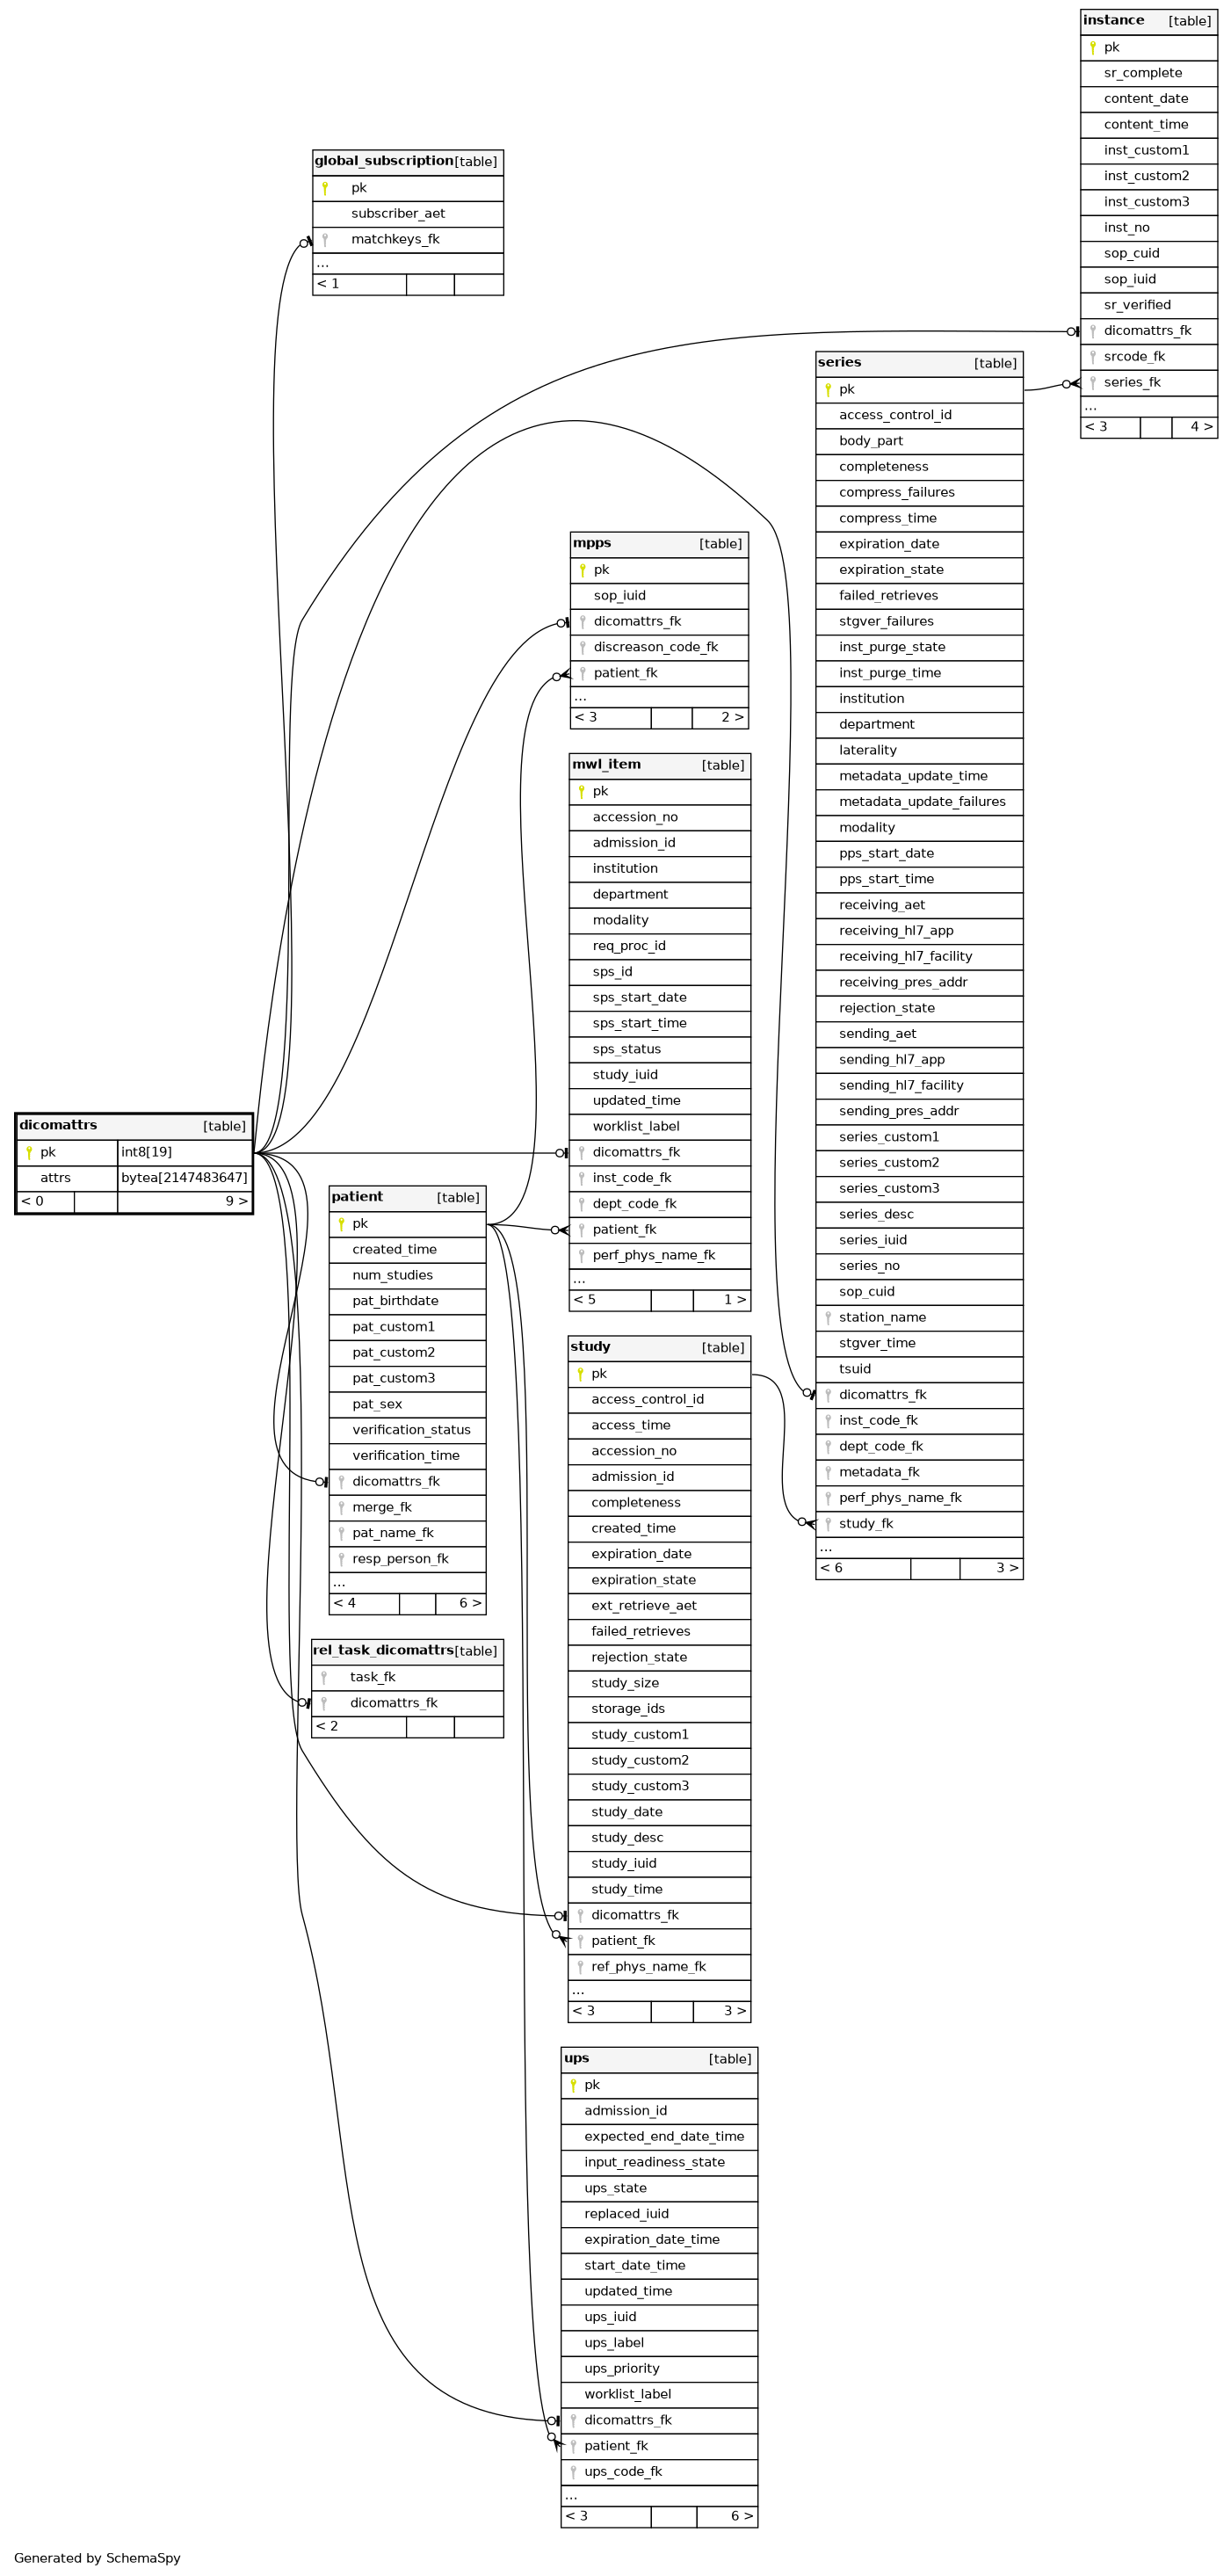 instance [table]
pk
sr_complete
content_date
content_time
inst_custom1
inst_custom2
inst_custom3
inst_no
sop_cuid
sop_iuid
sr_verified
dicomattrs_fk
srcode_fk
series_fk
...
< 3 4 >
global_subscription [table]
pk
subscriber_aet
matchkeys_fk
...
< 1
series [table]
pk
access_control_id
body_part
completeness
compress_failures
compress_time
expiration_date
expiration_state
failed_retrieves
stgver_failures
inst_purge_state
inst_purge_time
institution
department
laterality
metadata_update_time
metadata_update_failures
modality
pps_start_date
pps_start_time
receiving_aet
receiving_hl7_app
receiving_hl7_facility
receiving_pres_addr
rejection_state
sending_aet
sending_hl7_app
sending_hl7_facility
sending_pres_addr
series_custom1
series_custom2
series_custom3
series_desc
series_iuid
series_no
sop_cuid
station_name
stgver_time
tsuid
dicomattrs_fk
inst_code_fk
dept_code_fk
metadata_fk
perf_phys_name_fk
study_fk
...
< 6 3 >
mpps [table]
pk
sop_iuid
dicomattrs_fk
discreason_code_fk
patient_fk
...
< 3 2 >
mwl_item [table]
pk
accession_no
admission_id
institution
department
modality
req_proc_id
sps_id
sps_start_date
sps_start_time
sps_status
study_iuid
updated_time
worklist_label
dicomattrs_fk
inst_code_fk
dept_code_fk
patient_fk
perf_phys_name_fk
...
< 5 1 >
dicomattrs [table]
pk int8[19]
attrs bytea[2147483647]
< 0 9 >
patient [table]
pk
created_time
num_studies
pat_birthdate
pat_custom1
pat_custom2
pat_custom3
pat_sex
verification_status
verification_time
dicomattrs_fk
merge_fk
pat_name_fk
resp_person_fk
...
< 4 6 >
rel_task_dicomattrs [table]
task_fk
dicomattrs_fk
< 2
study [table]
pk
access_control_id
access_time
accession_no
admission_id
completeness
created_time
expiration_date
expiration_state
ext_retrieve_aet
failed_retrieves
rejection_state
study_size
storage_ids
study_custom1
study_custom2
study_custom3
study_date
study_desc
study_iuid
study_time
dicomattrs_fk
patient_fk
ref_phys_name_fk
...
< 3 3 >
ups [table]
pk
admission_id
expected_end_date_time
input_readiness_state
ups_state
replaced_iuid
expiration_date_time
start_date_time
updated_time
ups_iuid
ups_label
ups_priority
worklist_label
dicomattrs_fk
patient_fk
ups_code_fk
...
< 3 6 >
Generated by SchemaSpy